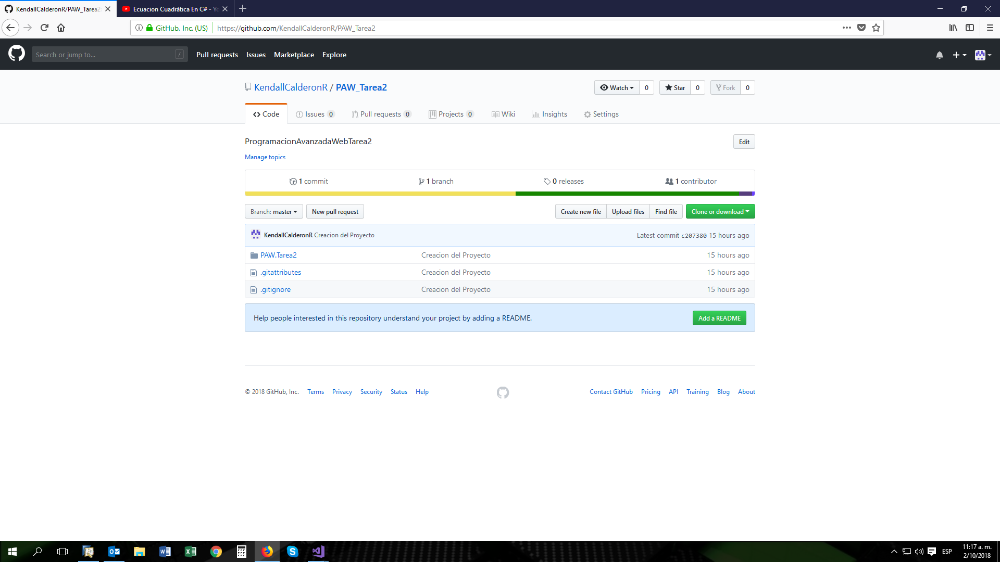 KendallCalderonR/PAW_Tarea2:
Ecuacion Cuadrática En C# - Yo
GitHub, Inc. (US)
https://github.com/KendallCalderonR/PAW_Tarea2
Search or jump to...
/
Pull requests
Issues
Marketplace
Explore
KendallCalderonR / PAW_Tarea2
Watch 0
Star 0
Fork 0
Code
Issues 0
Pull requests 0
Projects 0
Wiki
Insights
Settings
ProgramacionAvanzadaWebTarea2
Edit
Manage topics
1 commit
1 branch
0 releases
1 contributor
Branch: master
New pull request
Create new file
Upload files
Find file
Clone or download
KendallCalderonR Creacion del Proyecto
Latest commit c207380 15 hours ago
PAW.Tarea2
Creacion del Proyecto
15 hours ago
.gitattributes
Creacion del Proyecto
15 hours ago
.gitignore
Creacion del Proyecto
15 hours ago
Help people interested in this repository understand your project by adding a README.
Add a README
© 2018 GitHub, Inc.
Terms
Privacy
Security
Status
Help
Contact GitHub
Pricing
API
Training
Blog
About
ESP
11:17 a. m.
2/10/2018